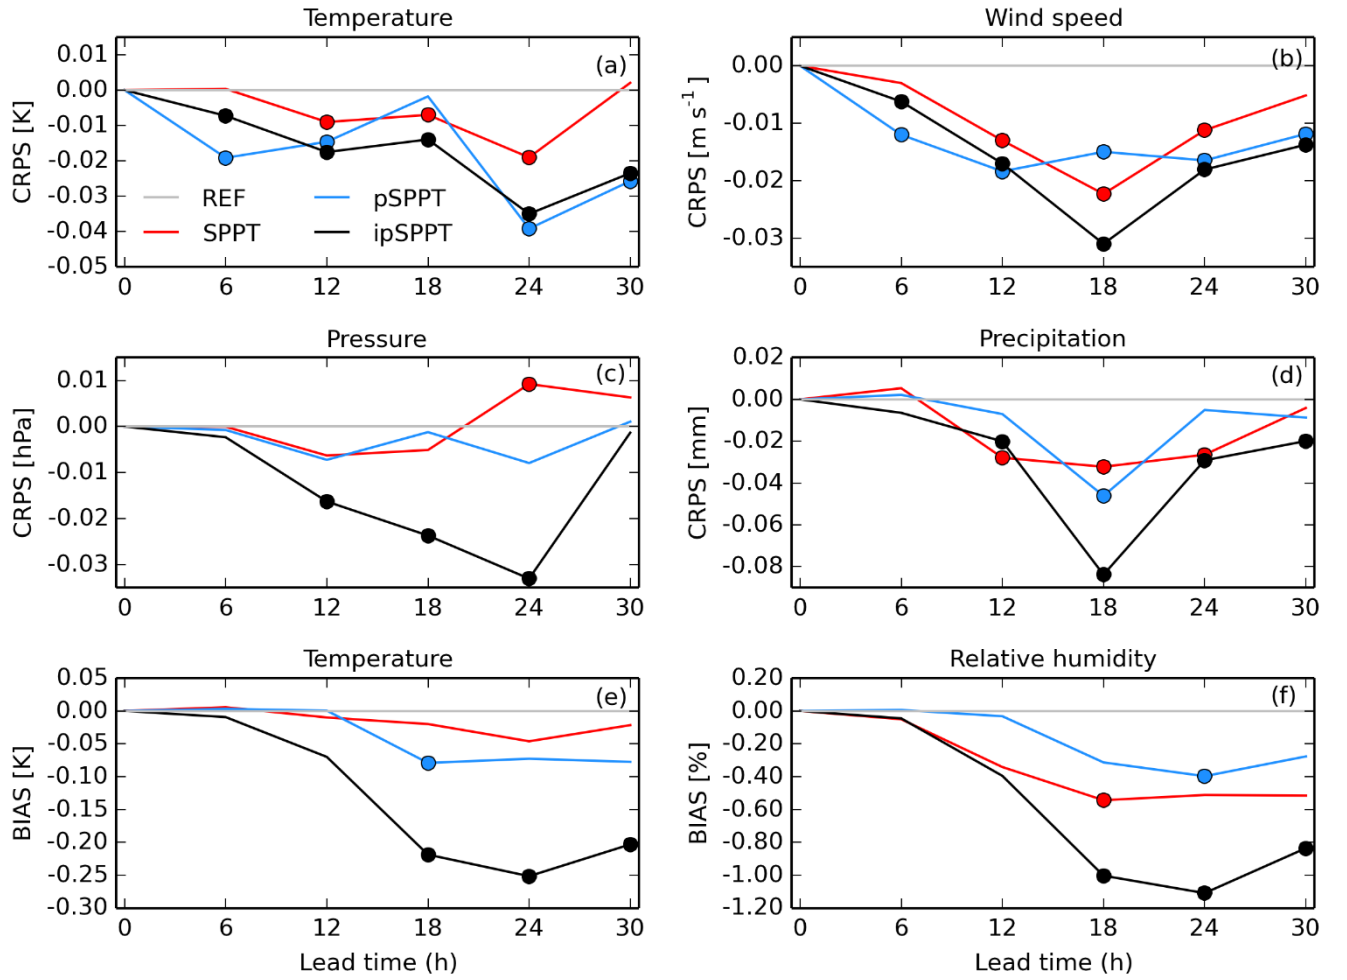 Temperature
(a)
CRPS [K]
0.01
0.00
-0.01
-0.02
-0.03
-0.04
-0.05
REF
SPPT
pSPPT
ipSPPT
0 6 12 18 24 30
Wind speed
(b)
CRPS [m s⁻¹]
0.00
-0.01
-0.02
-0.03
0 6 12 18 24 30
Pressure
(c)
CRPS [hPa]
0.01
0.00
-0.01
-0.02
-0.03
0 6 12 18 24 30
Precipitation
(d)
CRPS [mm]
0.02
0.00
-0.02
-0.04
-0.06
-0.08
0 6 12 18 24 30
Temperature
(e)
BIAS [K]
0.05
0.00
-0.05
-0.10
-0.15
-0.20
-0.25
-0.30
0 6 12 18 24 30
Lead time (h)
Relative humidity
(f)
BIAS [%]
0.20
0.00
-0.20
-0.40
-0.60
-0.80
-1.00
-1.20
0 6 12 18 24 30
Lead time (h)